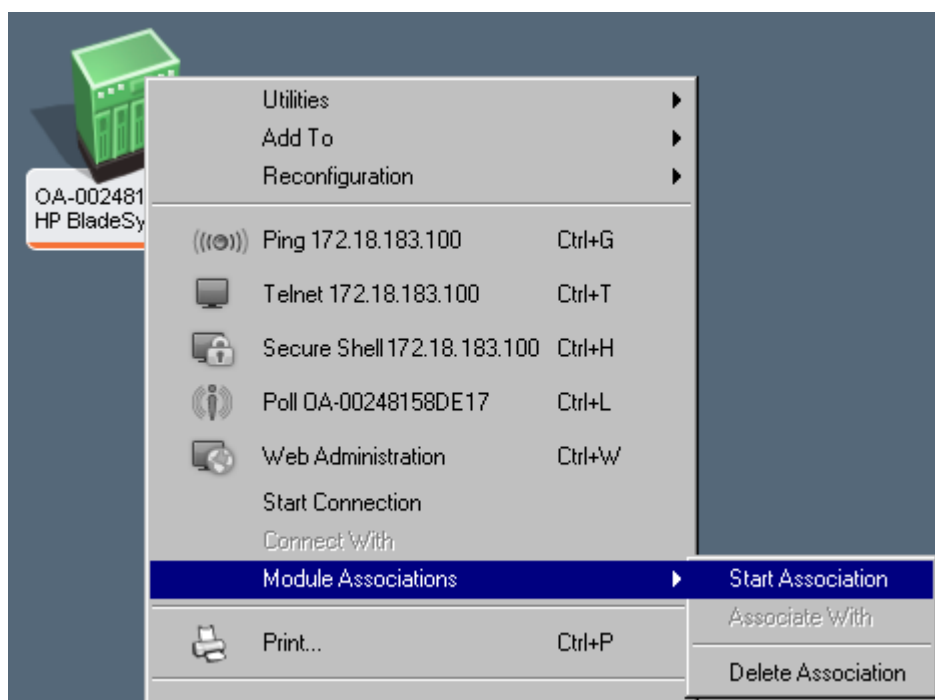 OA-002481
HP BladeSy
Utilities
Add To
Reconfiguration
Ping 172.18.183.100 Ctrl+G
Telnet 172.18.183.100 Ctrl+T
Secure Shell 172.18.183.100 Ctrl+H
Poll OA-00248158DE17 Ctrl+L
Web Administration Ctrl+W
Start Connection
Connect With
Module Associations
Start Association
Associate With
Print... Ctrl+P
Delete Association